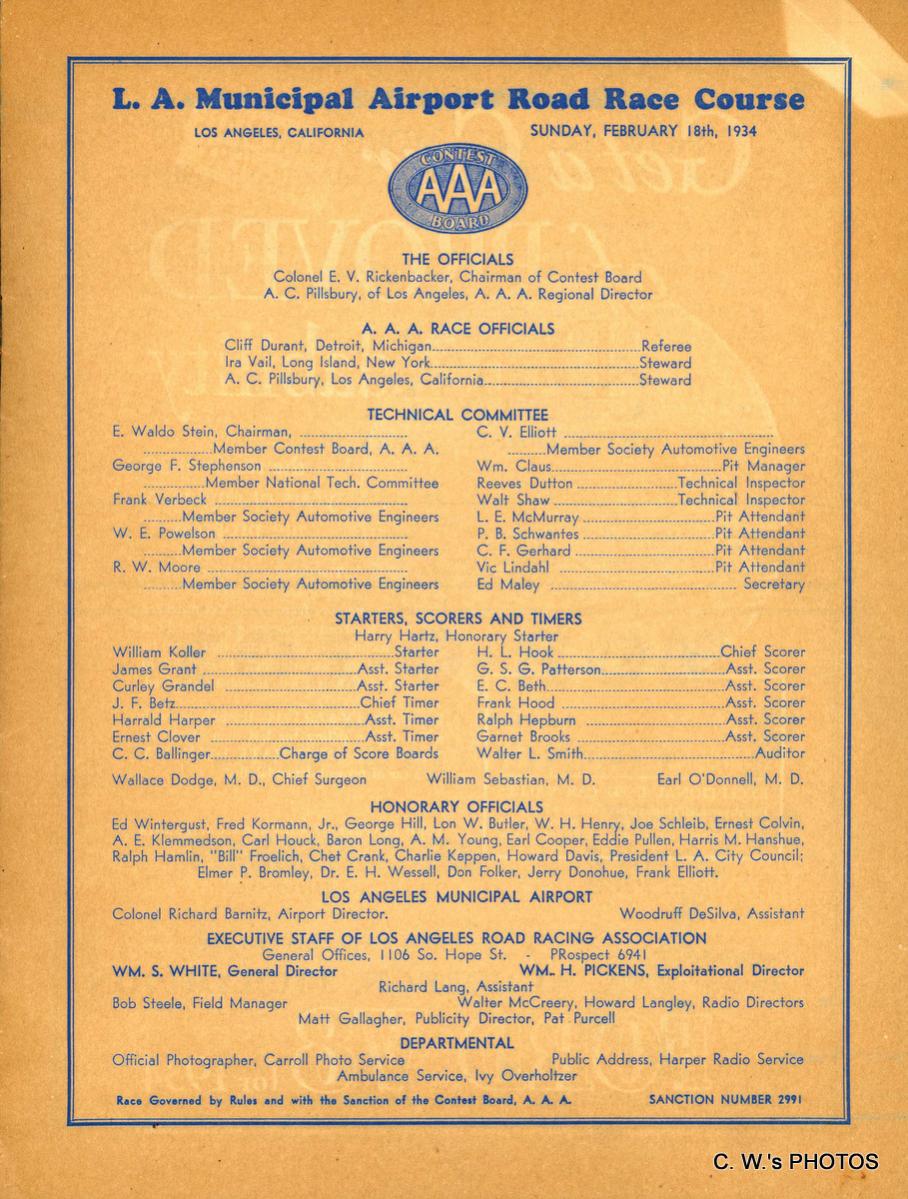 L. A. Municipal Airport Road Race Course
LOS ANGELES, CALIFORNIA SUNDAY, FEBRUARY 18th, 1934
CONTEST
AAA
BOARD
THE OFFICIALS
Colonel E. V. Rickenbacker, Chairman of Contest Board
A. C. Pillsbury, of Los Angeles, A. A. A. Regional Director
A. A. A. RACE OFFICIALS
Cliff Durant, Detroit, Michigan Referee
Ira Vail, Long Island, New York Steward
A. C. Pillsbury, Los Angeles, California Steward
TECHNICAL COMMITTEE
E. Waldo Stein, Chairman,
Member Contest Board, A. A. A.
George F. Stephenson
Member National Tech. Committee
Frank Verbeck
Member Society Automotive Engineers
W. E. Powelson
Member Society Automotive Engineers
R. W. Moore
Member Society Automotive Engineers
C. V. Elliott
Member Society Automotive Engineers
Wm. Claus Pit Manager
Reeves Dutton Technical Inspector
Walt Shaw Technical Inspector
L. E. McMurray Pit Attendant
P. B. Schwantes Pit Attendant
C. F. Gerhard Pit Attendant
Vic Lindahl Pit Attendant
Ed Maley Secretary
STARTERS, SCORERS AND TIMERS
Harry Hartz, Honorary Starter
William Koller Starter
James Grant Asst. Starter
Curley Grandel Asst. Starter
J. F. Betz Chief Timer
Harrald Harper Asst. Timer
Ernest Clover Asst. Timer
C. C. Ballinger Charge of Score Boards
H. L. Hook Chief Scorer
G. S. G. Patterson Asst. Scorer
E. C. Beth Asst. Scorer
Frank Hood Asst. Scorer
Ralph Hepburn Asst. Scorer
Garnet Brooks Asst. Scorer
Walter L. Smith Auditor
Wallace Dodge, M. D., Chief Surgeon William Sebastian, M. D. Earl O'Donnell, M. D.
HONORARY OFFICIALS
Ed Wintergust, Fred Kormann, Jr., George Hill, Lon W. Butler, W. H. Henry, Joe Schleib, Ernest Colvin,
A. E. Klemmedson, Carl Houck, Baron Long, A. M. Young, Earl Cooper, Eddie Pullen, Harris M. Hanshue,
Ralph Hamlin, "Bill" Froelich, Chet Crank, Charlie Keppen, Howard Davis, President L. A. City Council;
Elmer P. Bromley, Dr. E. H. Wessell, Don Folker, Jerry Donohue, Frank Elliott.
LOS ANGELES MUNICIPAL AIRPORT
Colonel Richard Barnitz, Airport Director. Woodruff DeSilva, Assistant
EXECUTIVE STAFF OF LOS ANGELES ROAD RACING ASSOCIATION
General Offices, 1106 So. Hope St. - PRospect 6941
WM. S. WHITE, General Director WM. H. PICKENS, Exploitational Director
Richard Lang, Assistant
Bob Steele, Field Manager Walter McCreery, Howard Langley, Radio Directors
Matt Gallagher, Publicity Director, Pat Purcell
DEPARTMENTAL
Official Photographer, Carroll Photo Service Public Address, Harper Radio Service
Ambulance Service, Ivy Overholtzer
Race Governed by Rules and with the Sanction of the Contest Board, A. A. A. SANCTION NUMBER 2991
C. W.'s PHOTOS